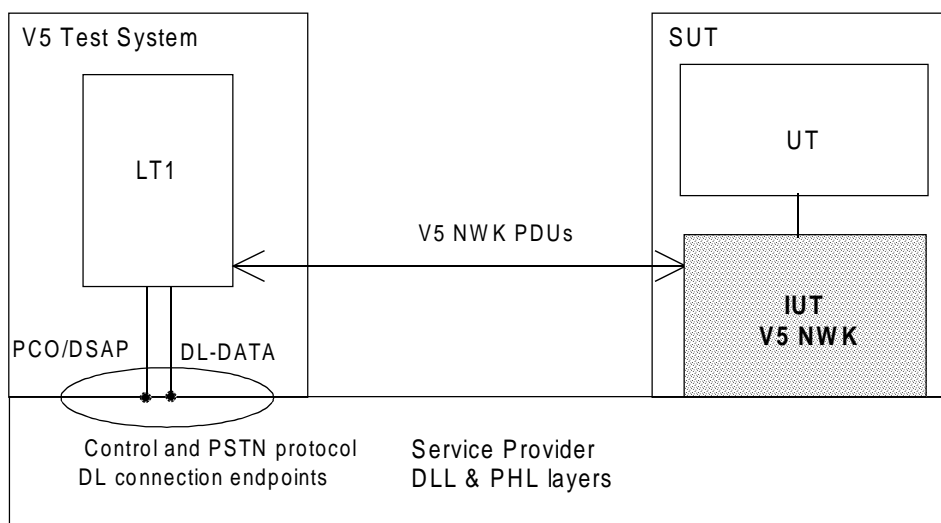 V5 Test System
SUT
LT1
UT
V5 NWK PDUs
IUT
V5 NWK
PCO/DSAP
DL-DATA
Control and PSTN protocol
DL connection endpoints
Service Provider
DLL & PHL layers